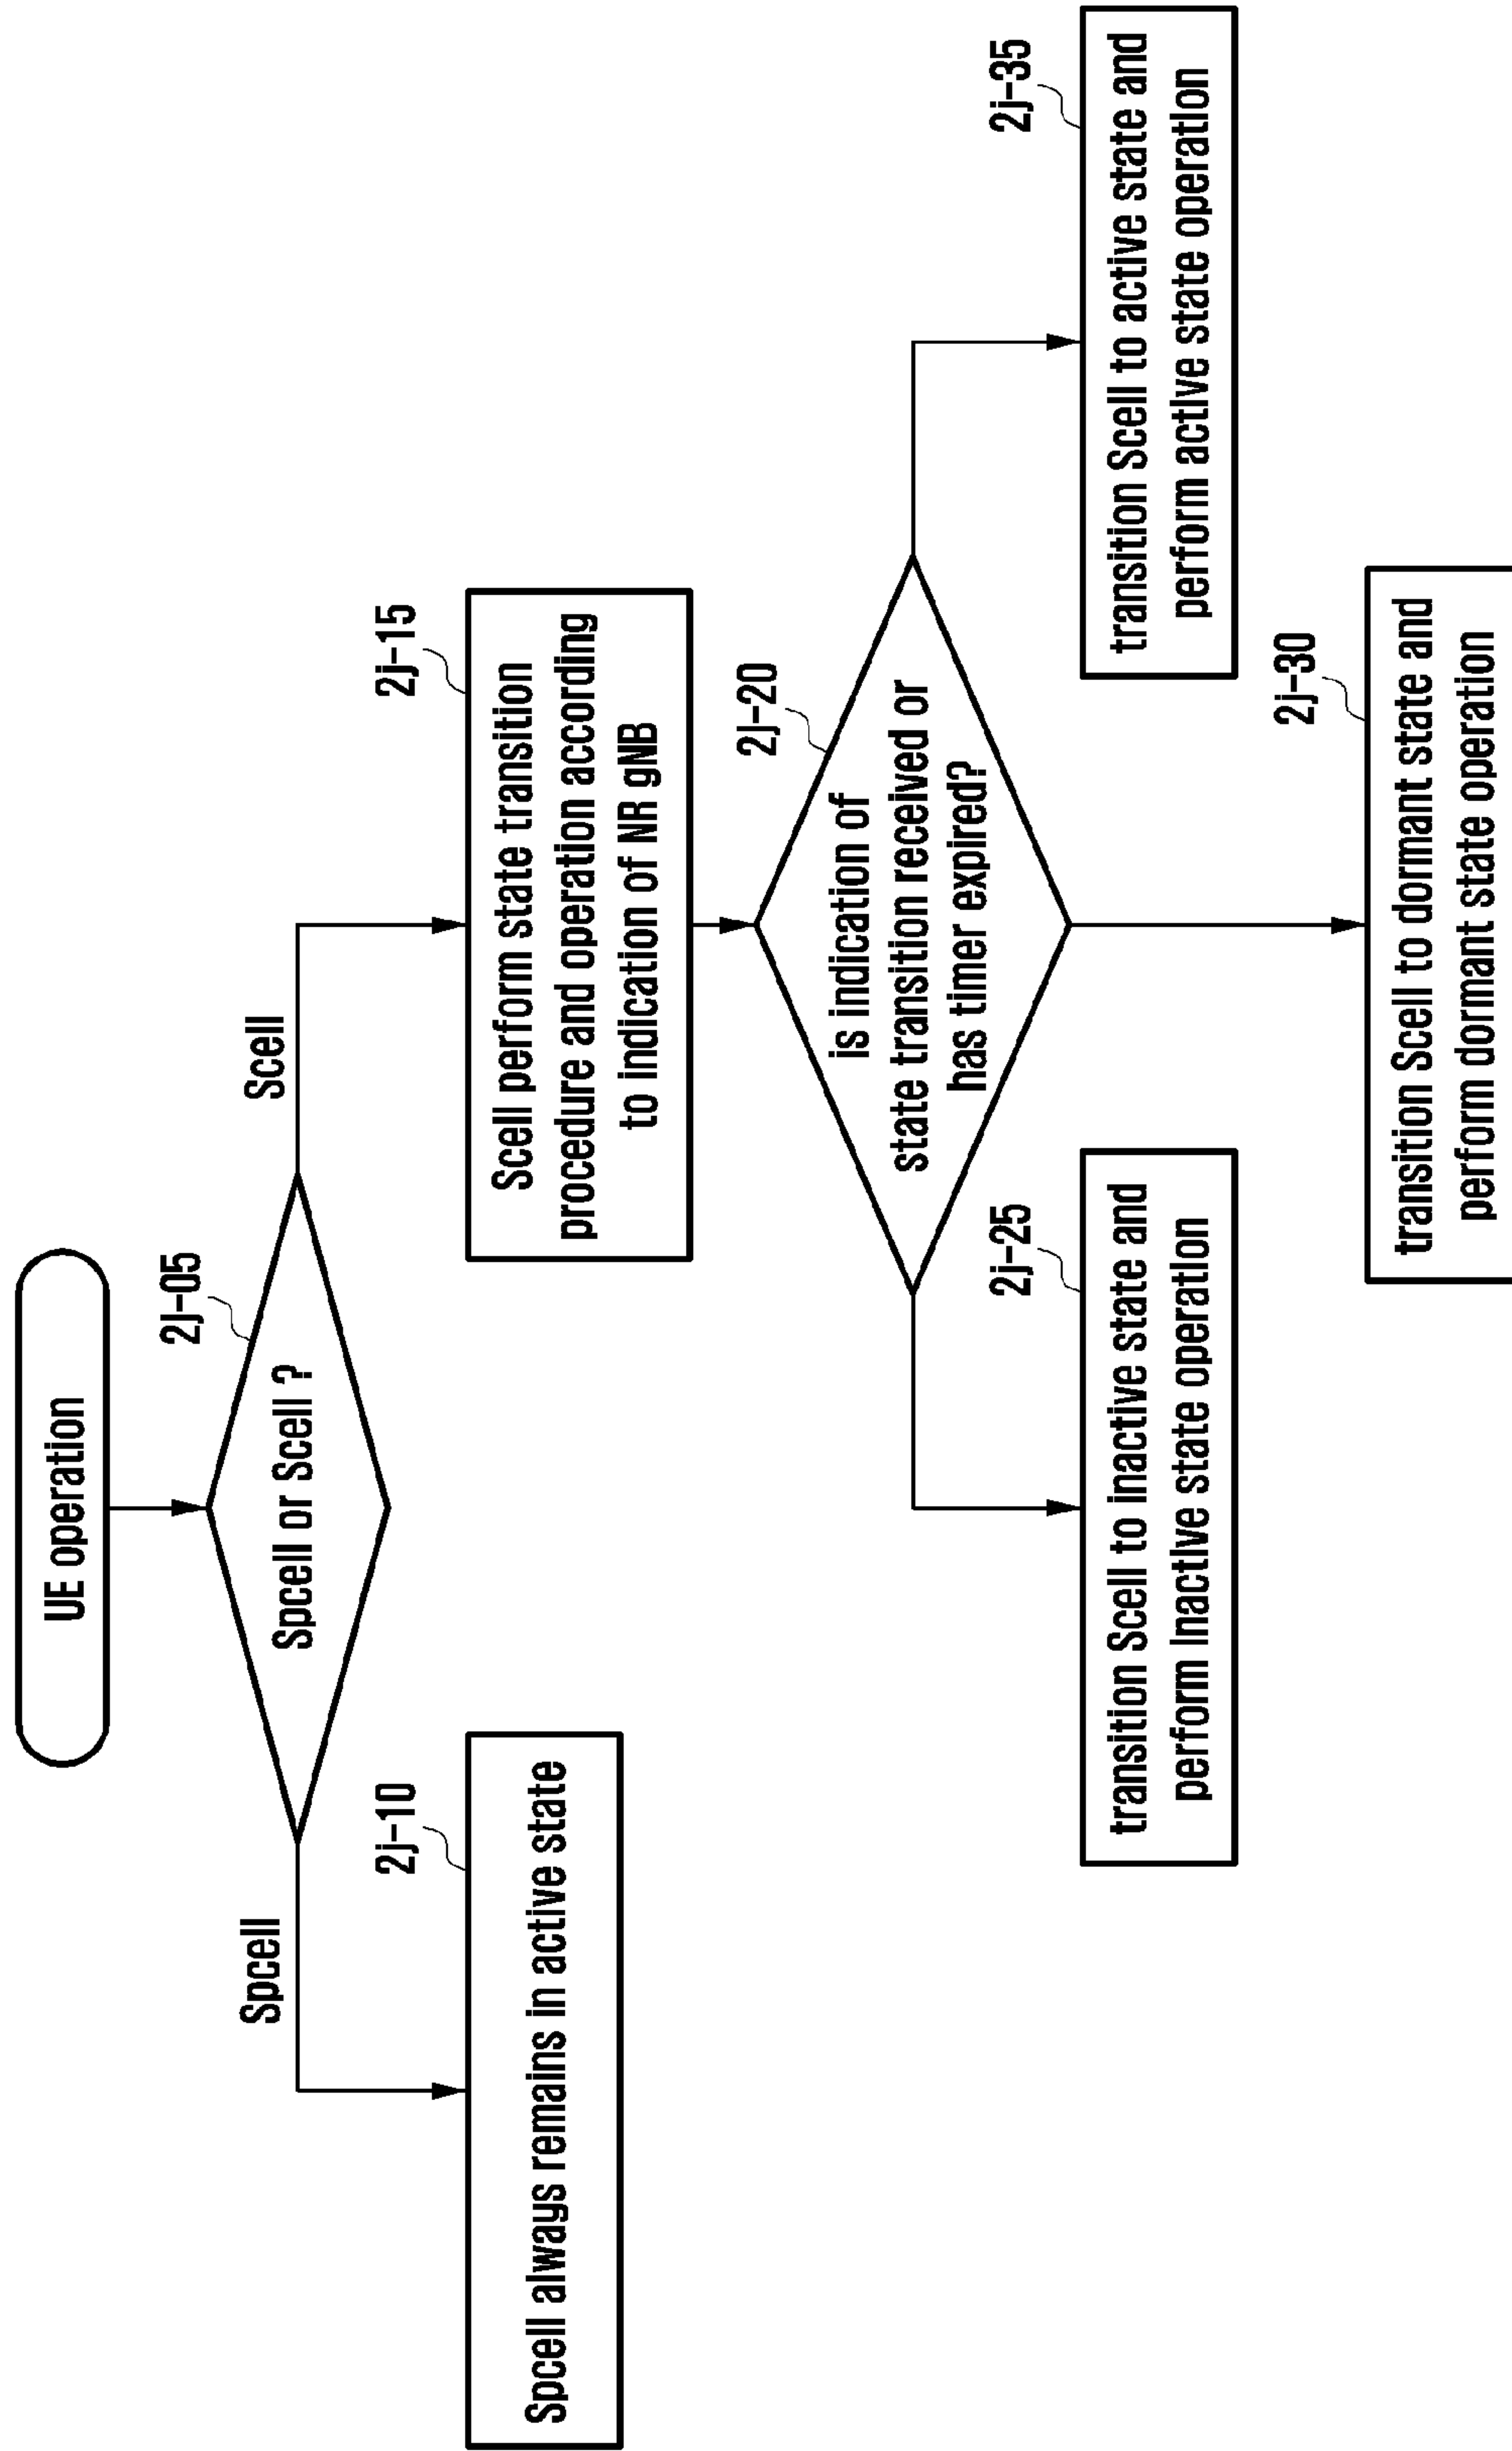 UE operation
2j-05
Spcell or Scell ?
Spcell
Scell
2j-10
Spcell always remains in active state
2j-15
Scell perform state transition
procedure and operation according
to indication of NR gNB
2j-20
is indication of
state transition received or
has timer expired?
2j-25
transition Scell to inactive state and
perform inactive state operation
2j-35
transition Scell to active state and
perform active state operation
2j-30
transition Scell to dormant state and
perform dormant state operation